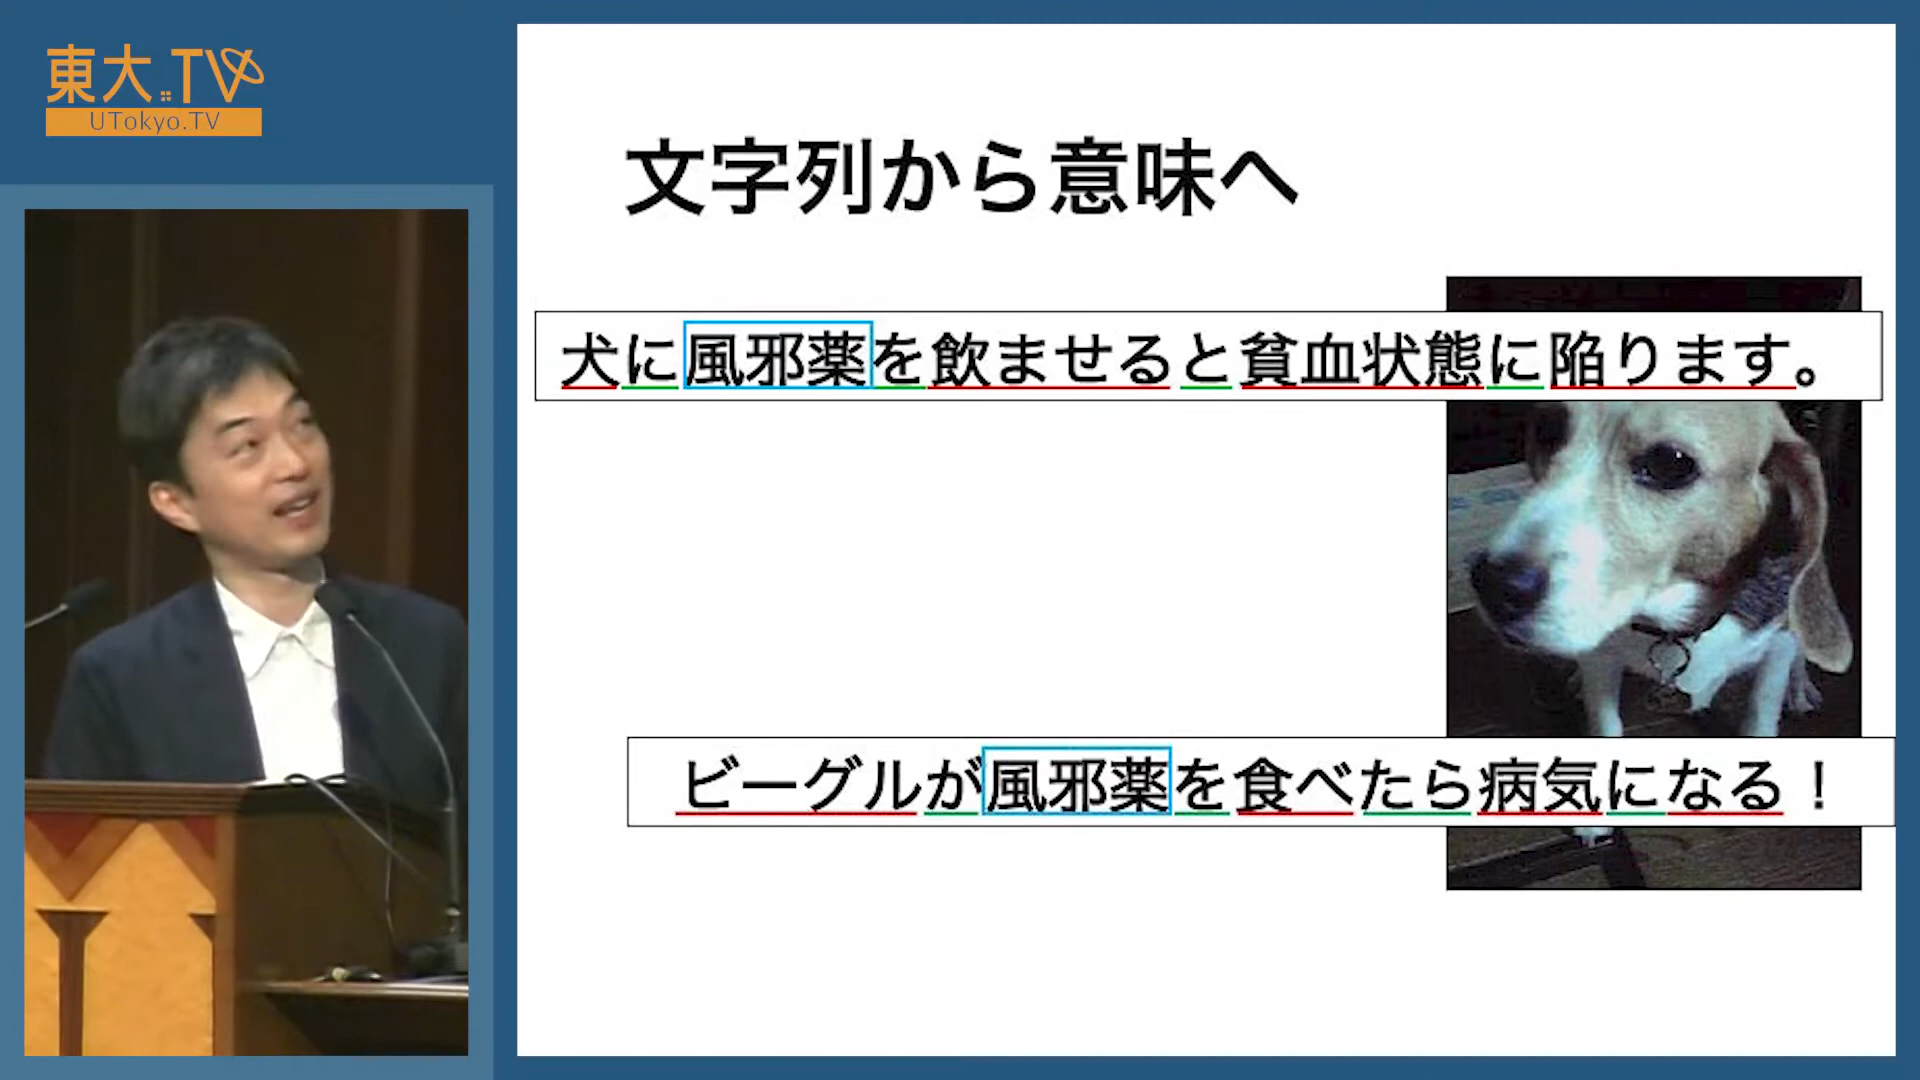 東大TV
UTokyo.TV
文字列から意味へ
犬に風邪薬を飲ませると貧血状態に陥ります。
ビーグルが風邪薬を食べたら病気になる！